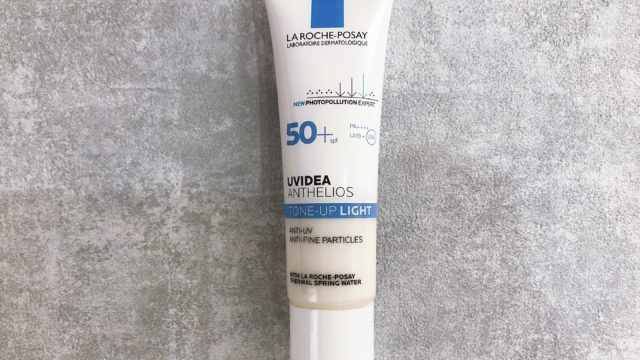 LA ROCHE-POSAY
LABORATOIRE DERMATOLOGIQUE
NEW PHOTOPOLLUTION EXPERT
50+ spf
PA++++
UVB + UVA
UVIDEA
ANTHELIOS
TONE-UP LIGHT
ANTI-UV
ANTI-FINE PARTICLES
WITH LA ROCHE-POSAY
THERMAL SPRING WATER